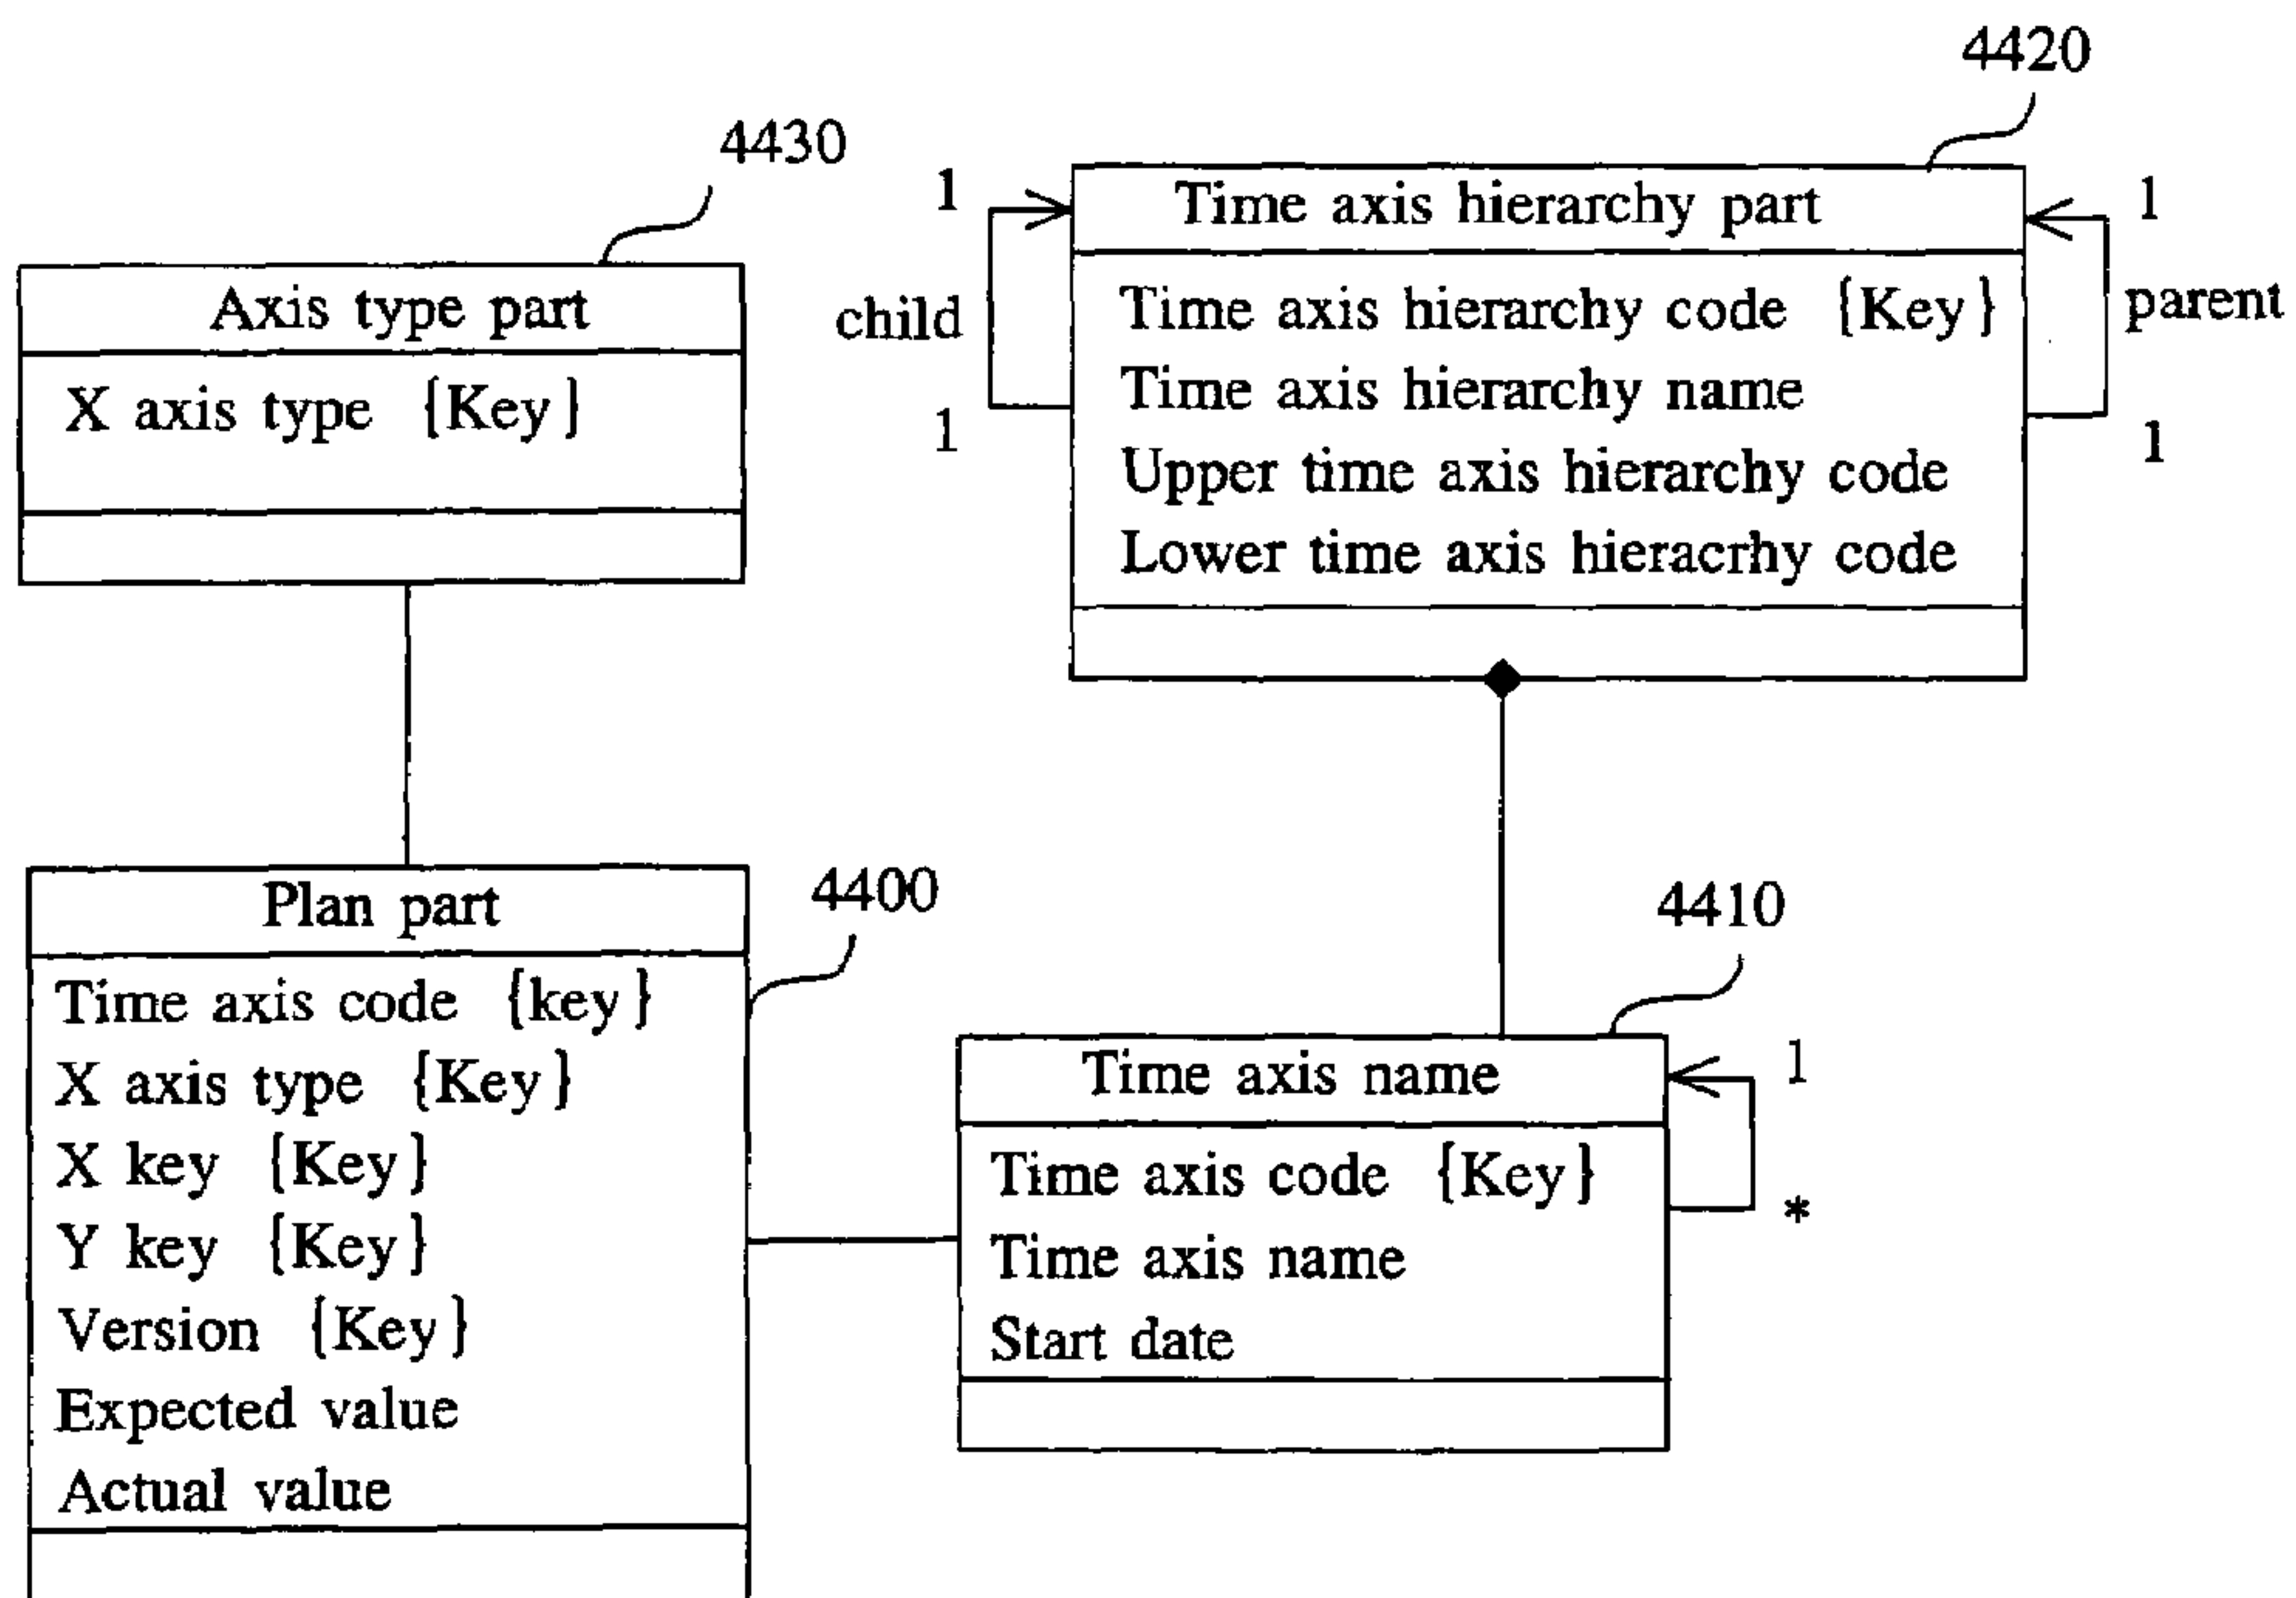 4420
4430
1
Time axis hierarchy part
1
Axis type part
child
Time axis hierarchy code {Key}
parent
X axis type {Key}
Time axis hierarchy name
1
1
Upper time axis hierarchy code
Lower time axis hieracrhy code
Plan part
4400
4410
Time axis code {key}
X axis type {Key}
X key {Key}
Y key {Key}
Version {Key}
Expected value
Actual value
Time axis name
1
Time axis code {Key}
*
Time axis name
Start date